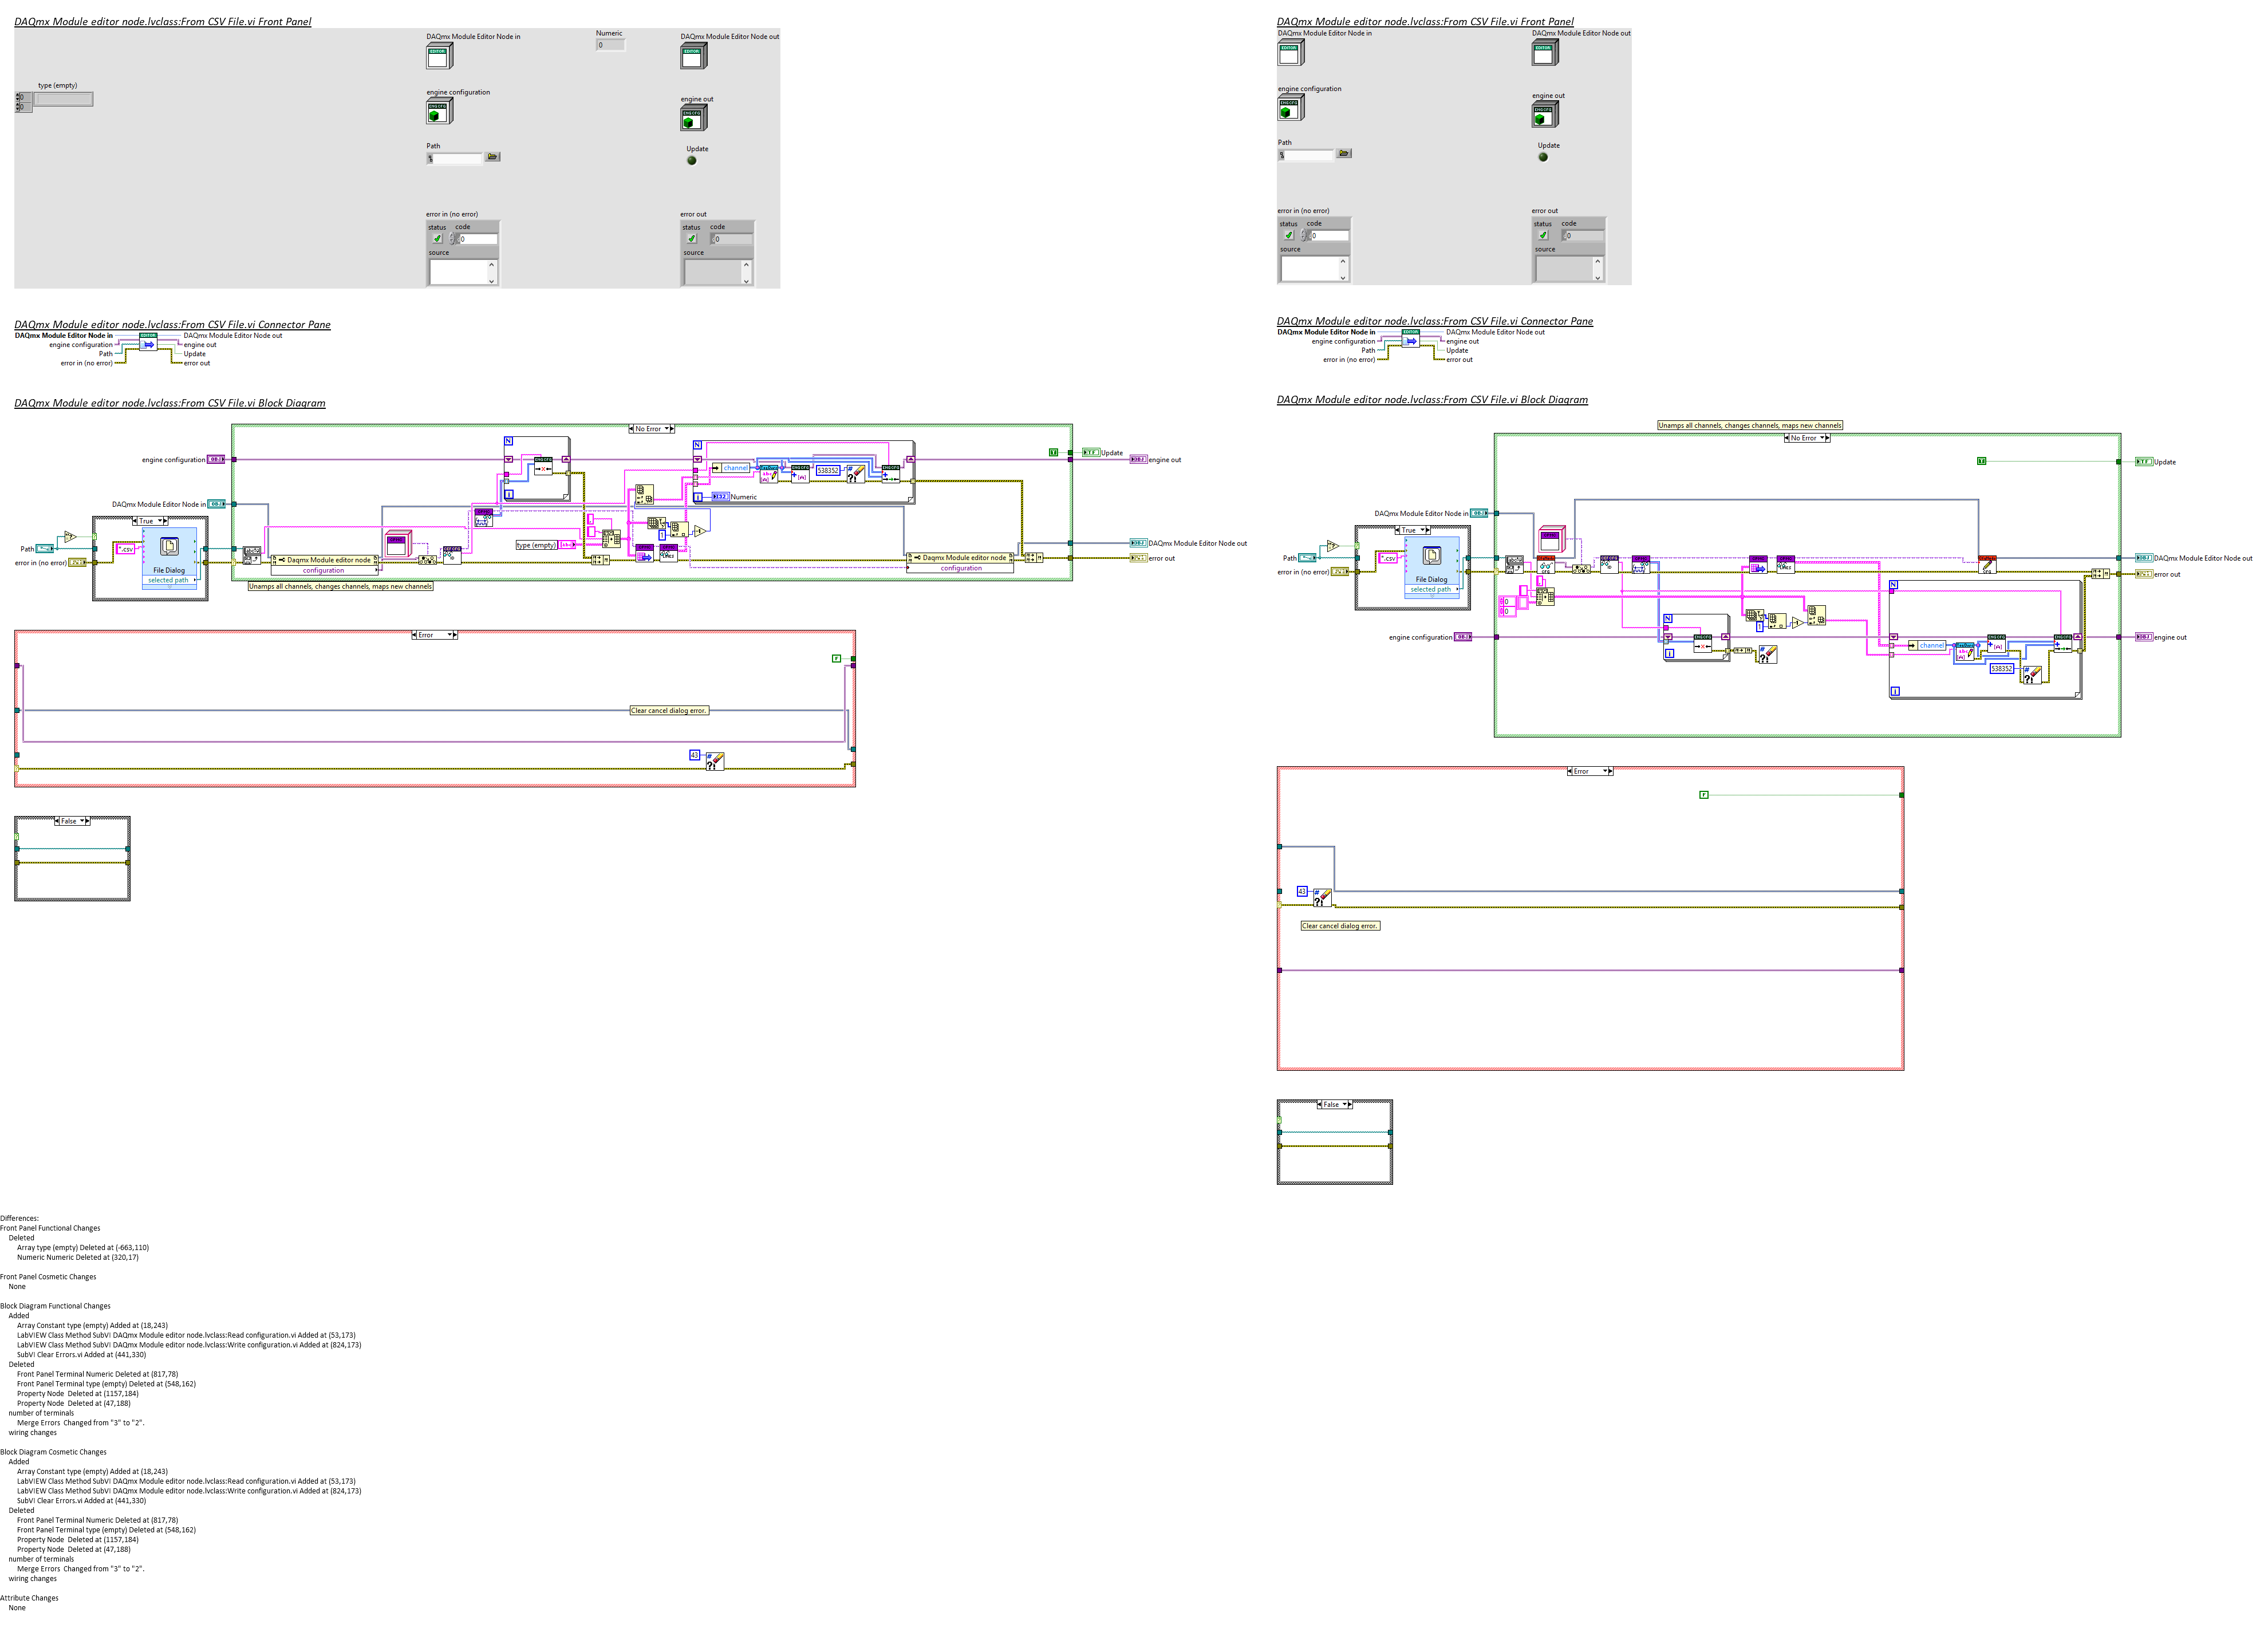 DAQmx Module editor node.lvclass:From CSV File.vi Front Panel
DAQmx Module Editor Node in
Numeric
DAQmx Module Editor Node out
0
EDITOR
EDITOR
type (empty)
0
0
engine configuration
engine out
Path
Update
error in (no error)
error out
status code
0
source
status code
0
source
DAQmx Module editor node.lvclass:From CSV File.vi Connector Pane
DAQmx Module Editor Node in
DAQmx Module Editor Node out
engine configuration
engine out
Path
Update
error in (no error)
error out
DAQmx Module editor node.lvclass:From CSV File.vi Block Diagram
No Error
engine configuration
Update
engine out
channel
538352
Numeric
DAQmx Module Editor Node in
True
Path
*.csv
error in (no error)
File Dialog
selected path
type (empty)
1
Daqmx Module editor node
configuration
Daqmx Module editor node
configuration
DAQmx Module Editor Node out
error out
Unamps all channels, changes channels, maps new channels
Error
Clear cancel dialog error.
43
False
DAQmx Module editor node.lvclass:From CSV File.vi Front Panel
DAQmx Module Editor Node in
DAQmx Module Editor Node out
EDITOR
EDITOR
engine configuration
engine out
Path
Update
error in (no error)
error out
status code
0
source
status code
0
source
DAQmx Module editor node.lvclass:From CSV File.vi Connector Pane
DAQmx Module Editor Node in
DAQmx Module Editor Node out
engine configuration
engine out
Path
Update
error in (no error)
error out
DAQmx Module editor node.lvclass:From CSV File.vi Block Diagram
Unamps all channels, changes channels, maps new channels
No Error
Update
DAQmx Module Editor Node in
True
Path
*.csv
error in (no error)
File Dialog
selected path
DAQmx Module Editor Node out
error out
0
0
1
engine configuration
engine out
channel
538352
Error
43
Clear cancel dialog error.
False
Differences:
Front Panel Functional Changes
Deleted
Array type (empty) Deleted at (-663,110)
Numeric Numeric Deleted at (320,17)
Front Panel Cosmetic Changes
None
Block Diagram Functional Changes
Added
Array Constant type (empty) Added at (18,243)
LabVIEW Class Method SubVI DAQmx Module editor node.lvclass:Read configuration.vi Added at (53,173)
LabVIEW Class Method SubVI DAQmx Module editor node.lvclass:Write configuration.vi Added at (824,173)
SubVI Clear Errors.vi Added at (441,330)
Deleted
Front Panel Terminal Numeric Deleted at (817,78)
Front Panel Terminal type (empty) Deleted at (548,162)
Property Node Deleted at (1157,184)
Property Node Deleted at (47,188)
number of terminals
Merge Errors Changed from "3" to "2".
wiring changes
Block Diagram Cosmetic Changes
Added
Array Constant type (empty) Added at (18,243)
LabVIEW Class Method SubVI DAQmx Module editor node.lvclass:Read configuration.vi Added at (53,173)
LabVIEW Class Method SubVI DAQmx Module editor node.lvclass:Write configuration.vi Added at (824,173)
SubVI Clear Errors.vi Added at (441,330)
Deleted
Front Panel Terminal Numeric Deleted at (817,78)
Front Panel Terminal type (empty) Deleted at (548,162)
Property Node Deleted at (1157,184)
Property Node Deleted at (47,188)
number of terminals
Merge Errors Changed from "3" to "2".
wiring changes
Attribute Changes
None